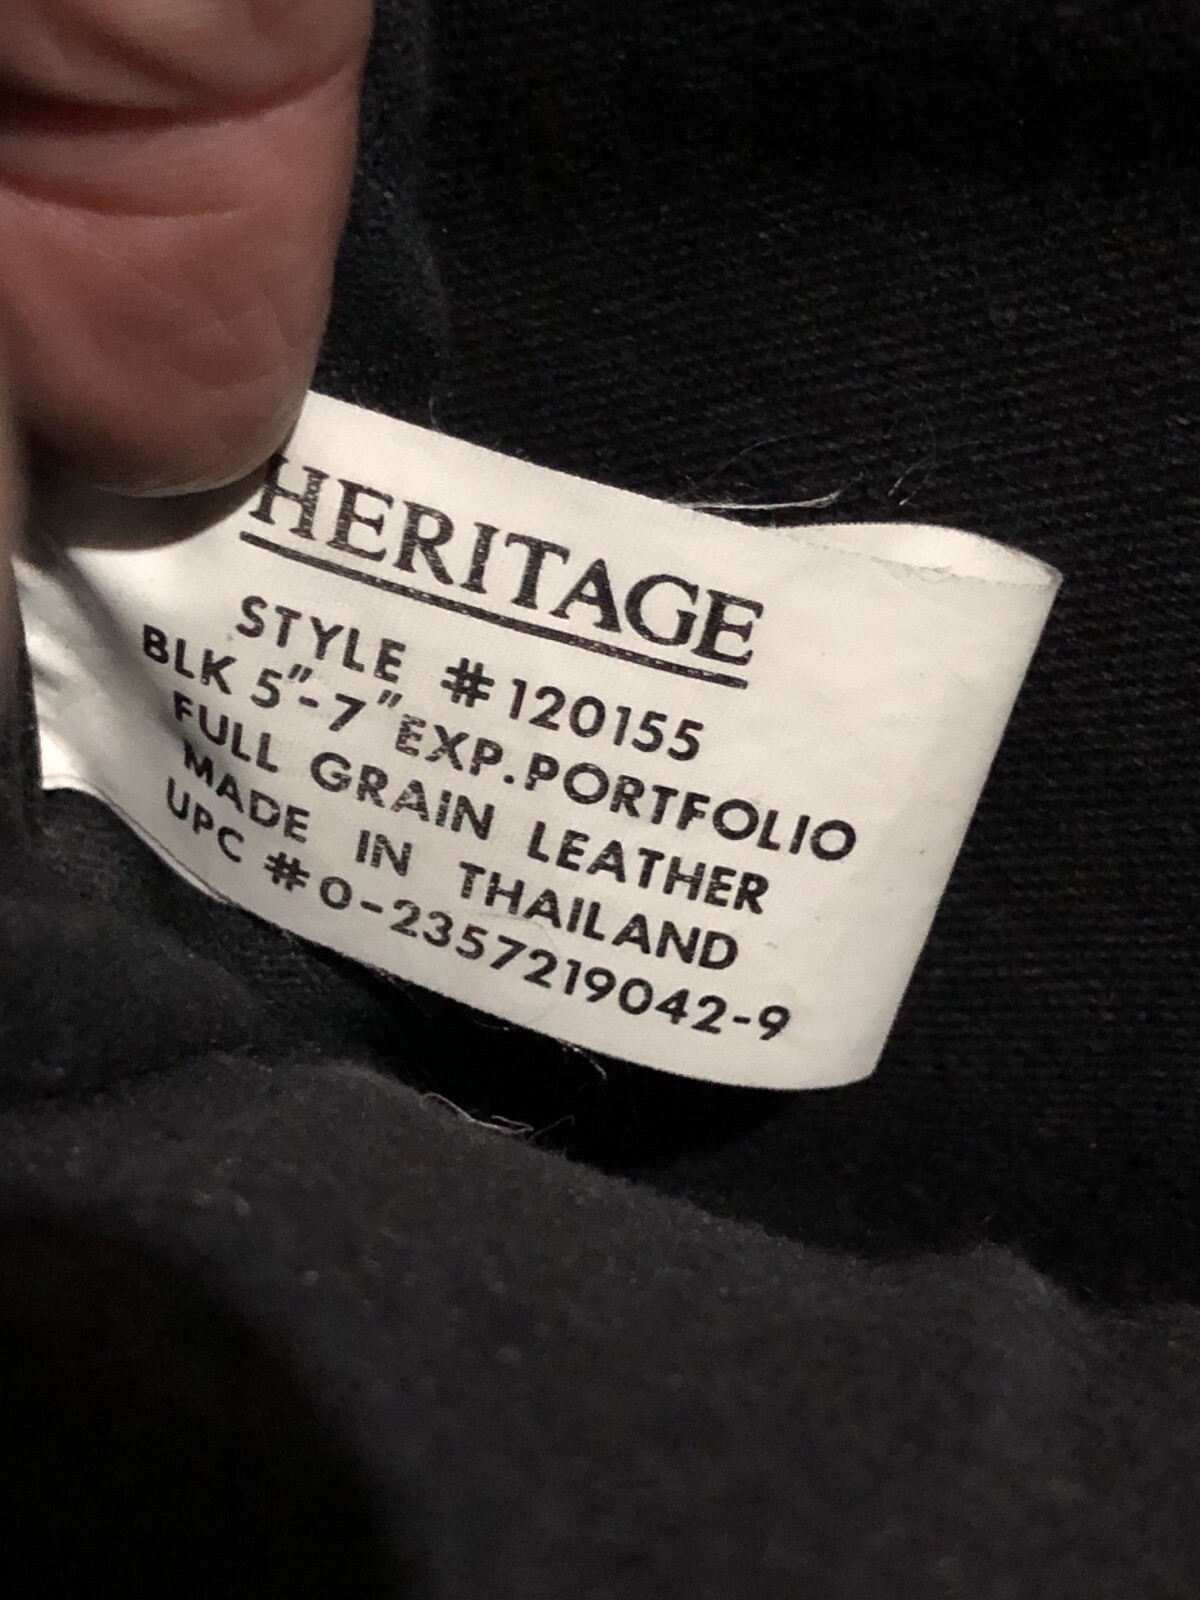 HERITAGE
STYLE #120155
BLK 5"-7" EXP. PORTFOLIO
FULL GRAIN LEATHER
MADE IN THAILAND
UPC #0-2357219042-9